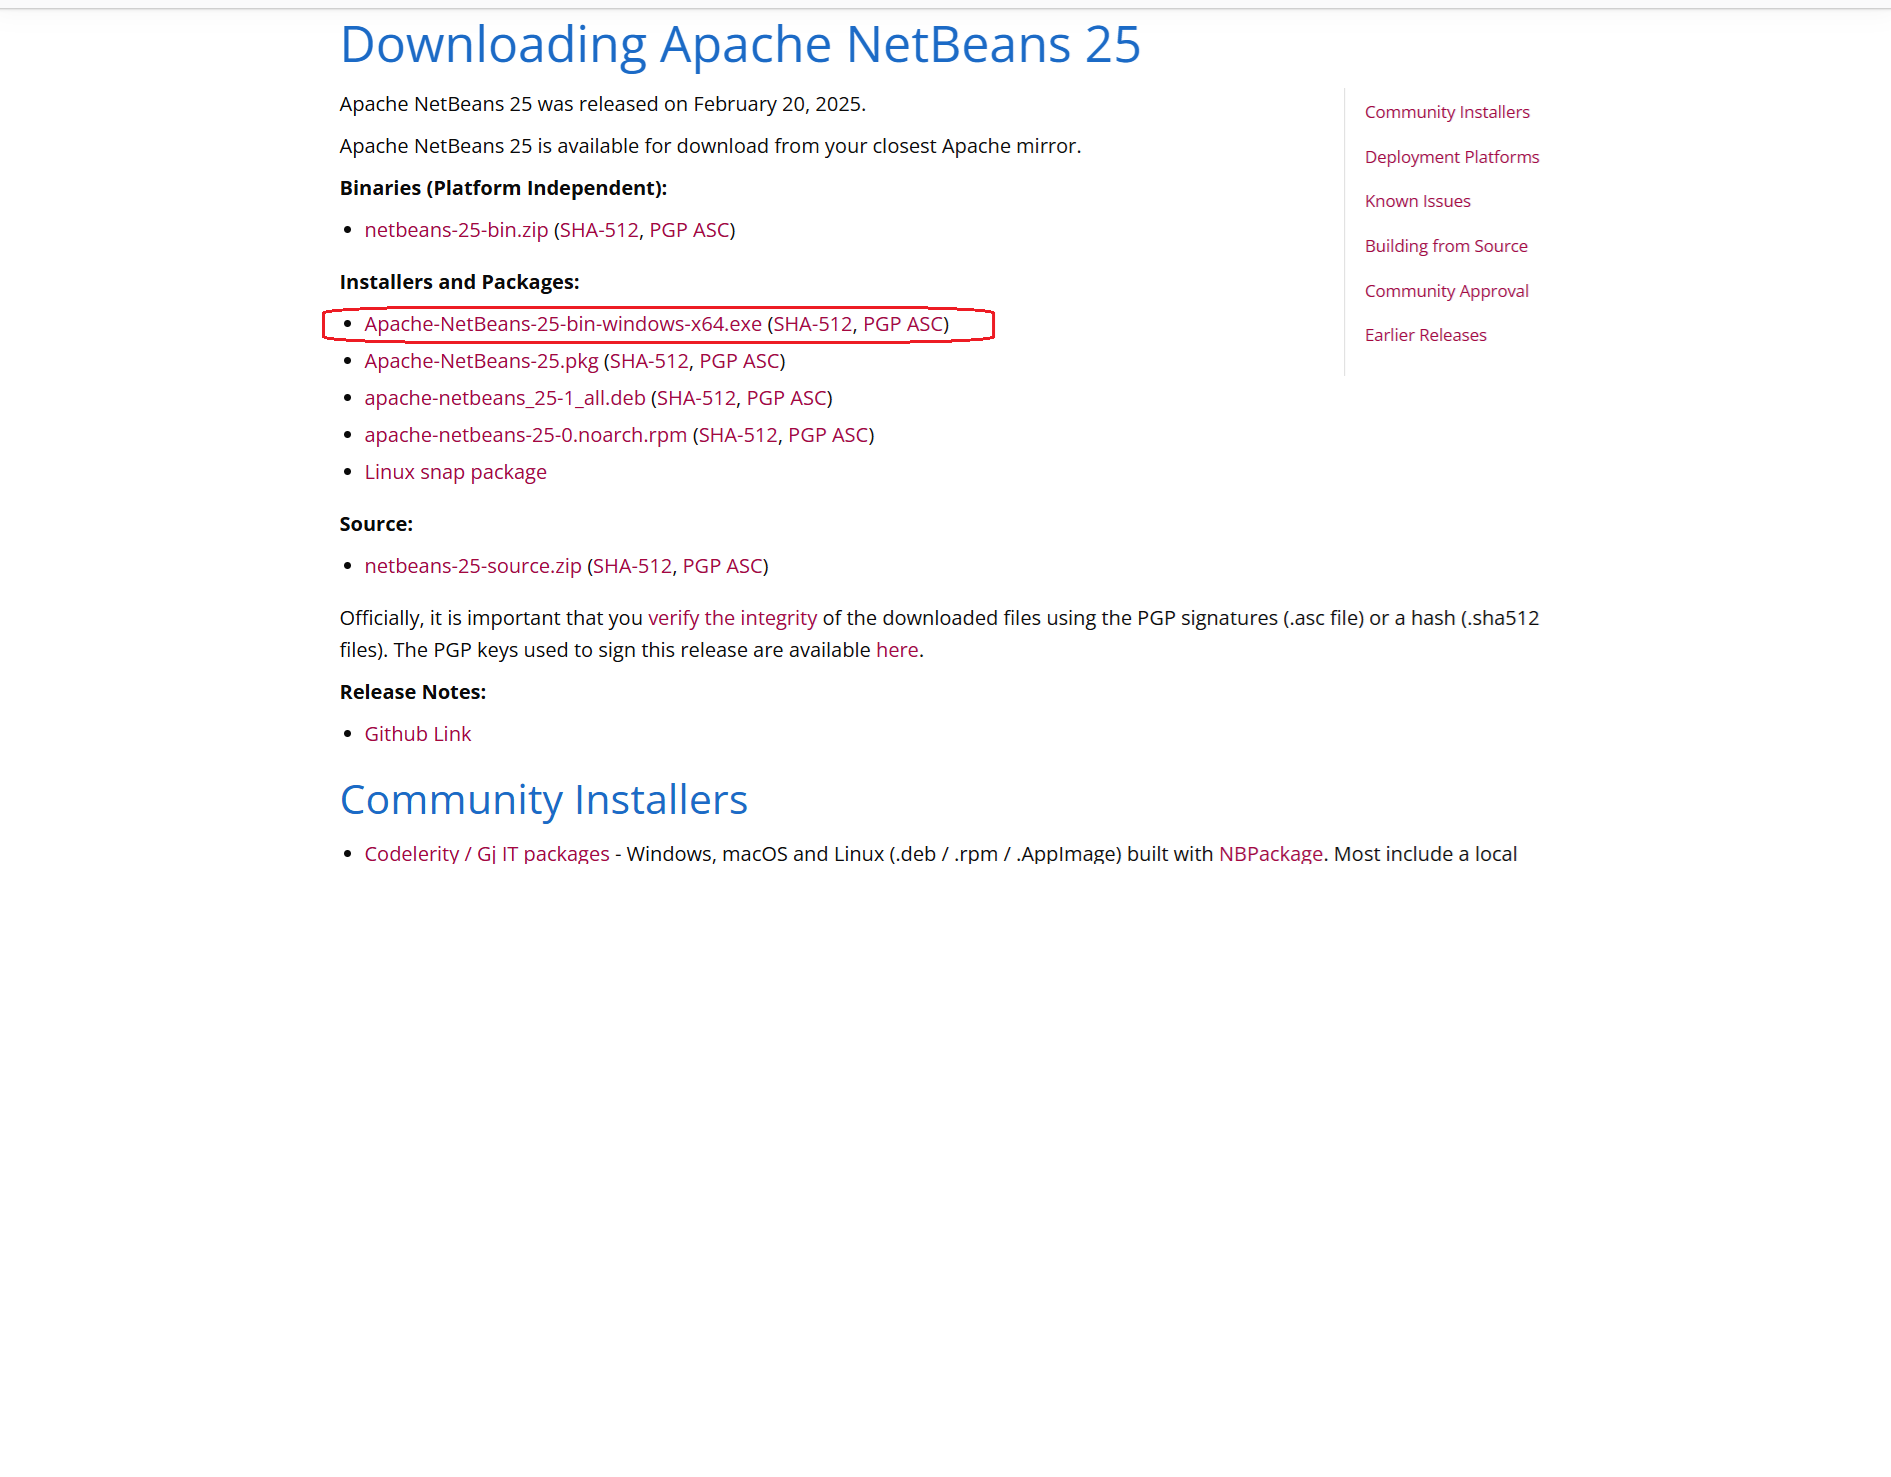 Downloading Apache NetBeans 25
Apache NetBeans 25 was released on February 20, 2025.
Apache NetBeans 25 is available for download from your closest Apache mirror.
Binaries (Platform Independent):
netbeans-25-bin.zip (SHA-512, PGP ASC)
Installers and Packages:
Apache-NetBeans-25-bin-windows-x64.exe (SHA-512, PGP ASC)
Apache-NetBeans-25.pkg (SHA-512, PGP ASC)
apache-netbeans_25-1_all.deb (SHA-512, PGP ASC)
apache-netbeans-25-0.noarch.rpm (SHA-512, PGP ASC)
Linux snap package
Source:
netbeans-25-source.zip (SHA-512, PGP ASC)
Officially, it is important that you verify the integrity of the downloaded files using the PGP signatures (.asc file) or a hash (.sha512
files). The PGP keys used to sign this release are available here.
Release Notes:
Github Link
Community Installers
Codelerity / Gj IT packages - Windows, macOS and Linux (.deb / .rpm / .AppImage) built with NBPackage. Most include a local
Community Installers
Deployment Platforms
Known Issues
Building from Source
Community Approval
Earlier Releases